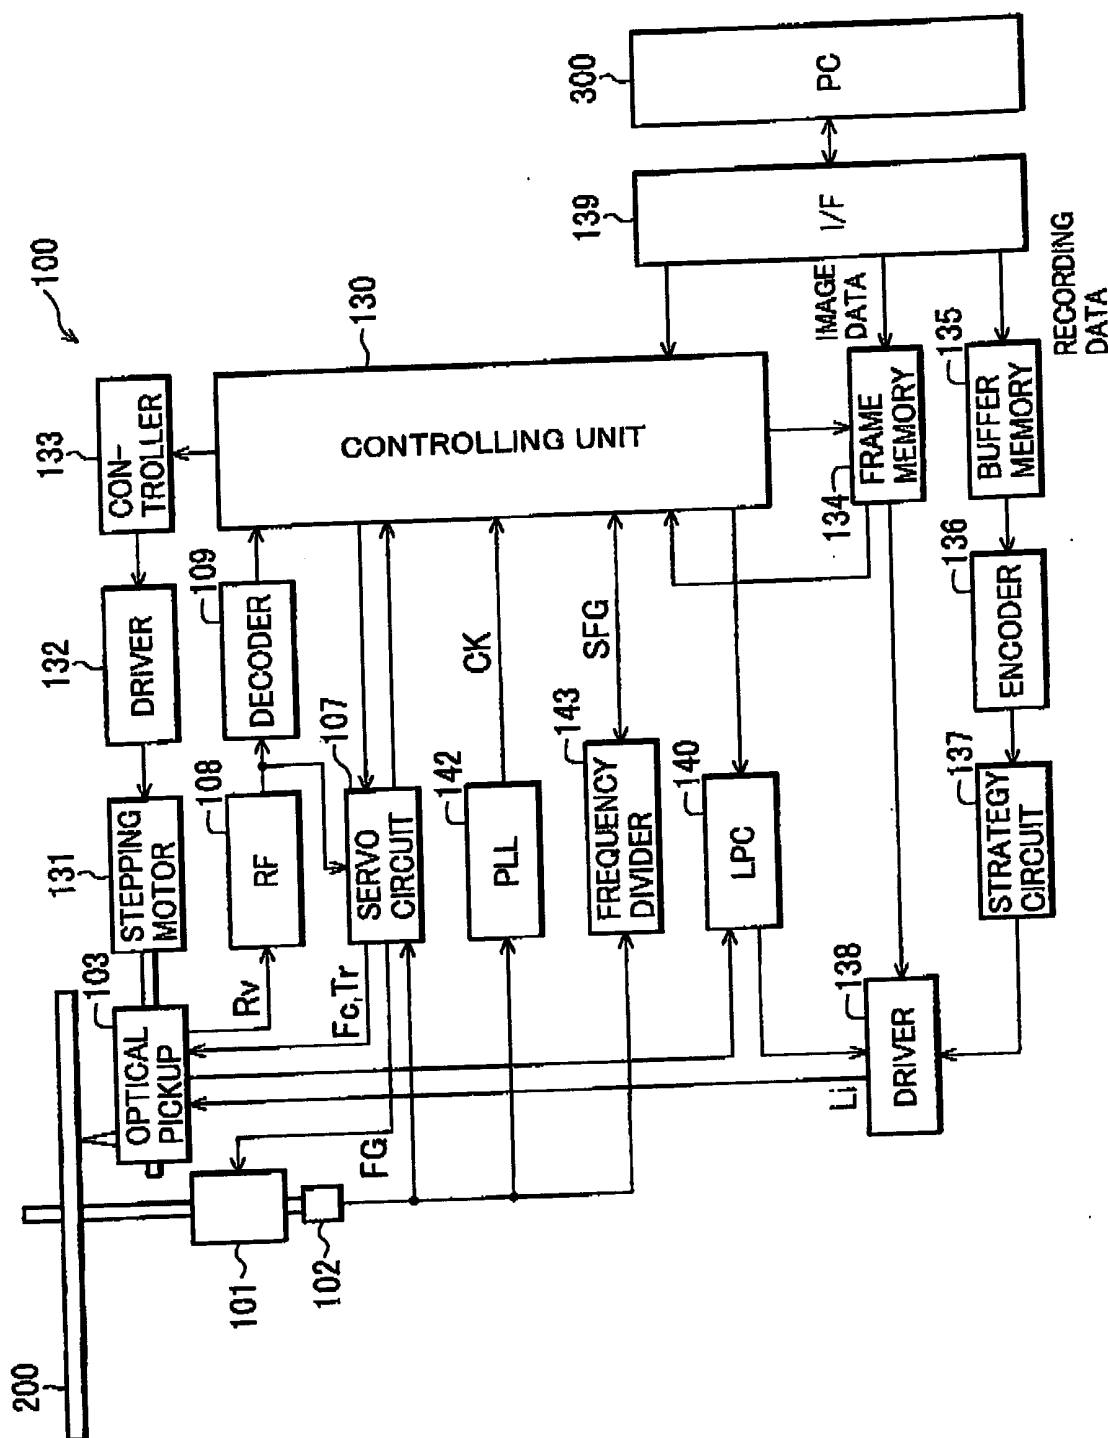 100
200
101
102
103
OPTICAL
PICKUP
131
STEPPING
MOTOR
132
DRIVER
133
CON-
TROLLER
Rv
108
RF
109
DECODER
Fc,Tr
FG
107
SERVO
CIRCUIT
130
CONTROLLING UNIT
142
PLL
CK
143
FREQUENCY
DIVIDER
SFG
140
LPC
Li
138
DRIVER
134
FRAME
MEMORY
IMAGE
DATA
137
STRATEGY
CIRCUIT
136
ENCODER
135
BUFFER
MEMORY
RECORDING
DATA
139
I/F
300
PC